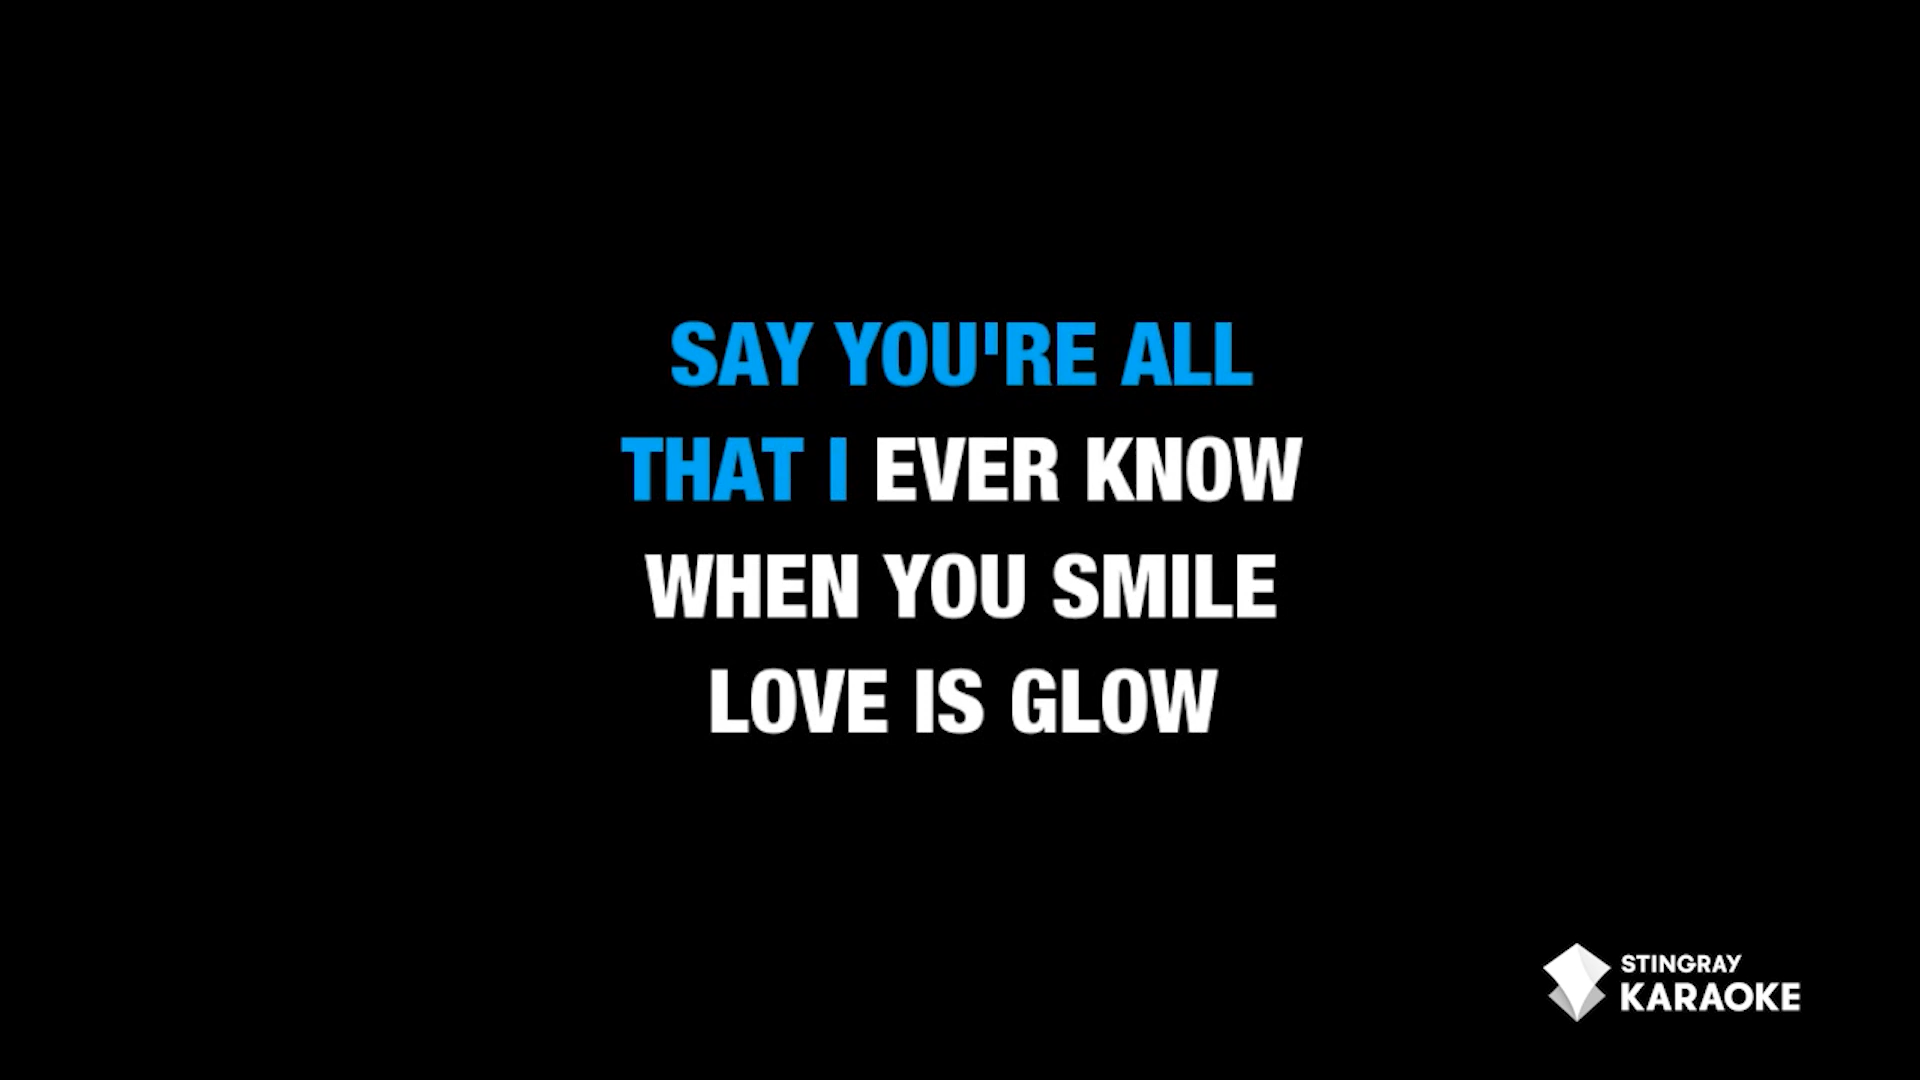 SAY YOU'RE ALL
THAT I EVER KNOW
WHEN YOU SMILE
LOVE IS GLOW
STINGRAY
KARAOKE